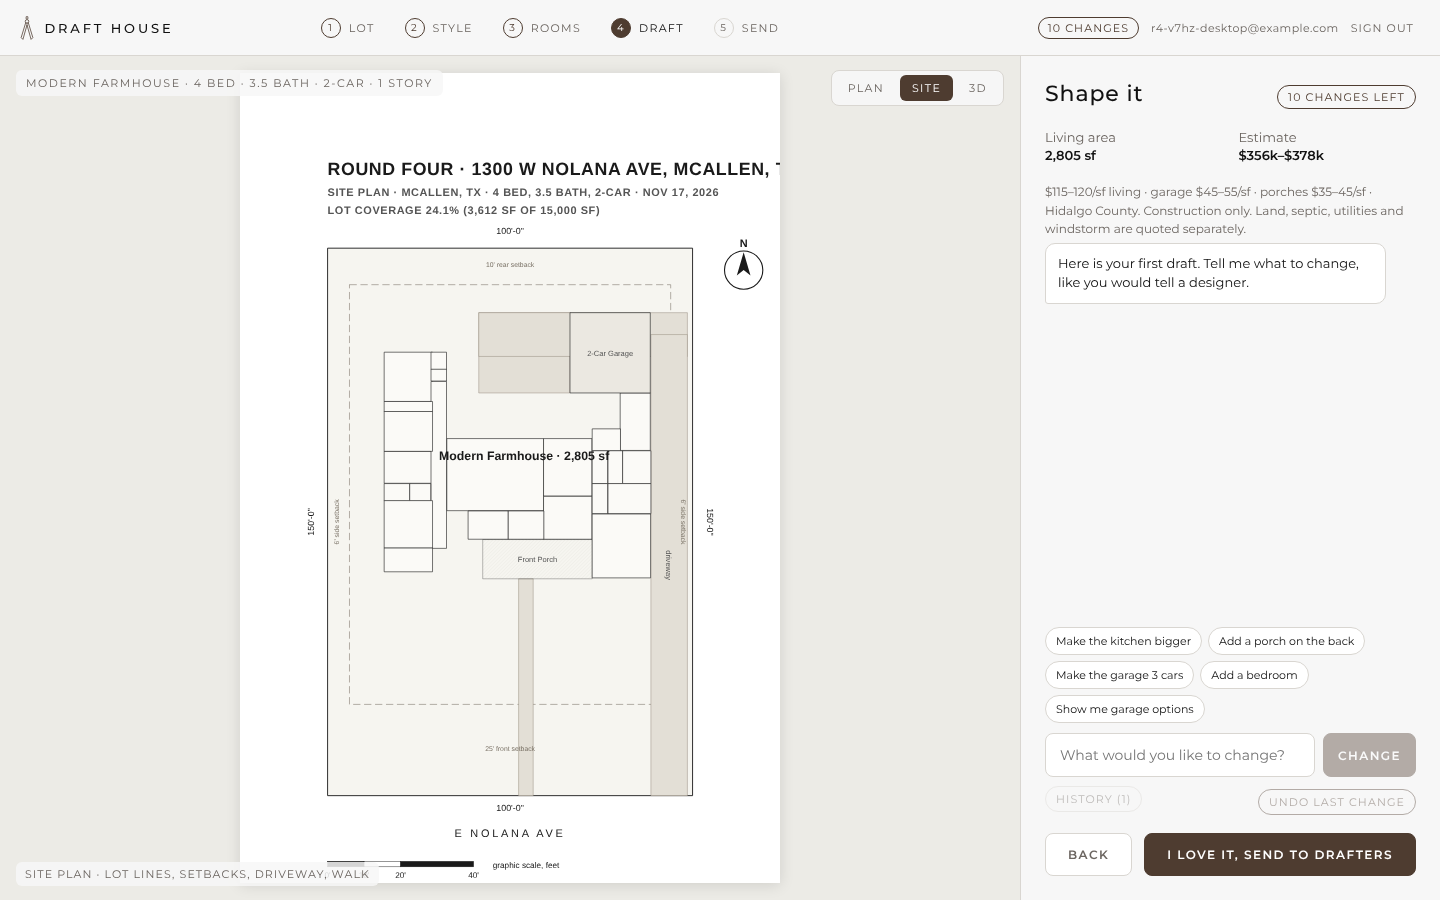 DRAFT HOUSE
1 LOT
2 STYLE
3 ROOMS
4 DRAFT
5 SEND
10 CHANGES
r4-v7hz-desktop@example.com
SIGN OUT
MODERN FARMHOUSE · 4 BED · 3.5 BATH · 2-CAR · 1 STORY
PLAN
SITE
3D
ROUND FOUR · 1300 W NOLANA AVE, MCALLEN,
SITE PLAN · MCALLEN, TX · 4 BED, 3.5 BATH, 2-CAR · NOV 17, 2026
LOT COVERAGE 24.1% (3,612 SF OF 15,000 SF)
100'-0"
N
10' rear setback
2-Car Garage
Modern Farmhouse · 2,805 sf
150'-0"
6' side setback
6' side setback
150'-0"
Front Porch
driveway
25' front setback
100'-0"
E NOLANA AVE
20'
40'
graphic scale, feet
SITE PLAN · LOT LINES, SETBACKS, DRIVEWAY, WALK
Shape it
10 CHANGES LEFT
Living area
2,805 sf
Estimate
$356k–$378k
$115–120/sf living · garage $45–55/sf · porches $35–45/sf ·
Hidalgo County. Construction only. Land, septic, utilities and
windstorm are quoted separately.
Here is your first draft. Tell me what to change,
like you would tell a designer.
Make the kitchen bigger
Add a porch on the back
Make the garage 3 cars
Add a bedroom
Show me garage options
What would you like to change?
CHANGE
HISTORY (1)
UNDO LAST CHANGE
BACK
I LOVE IT, SEND TO DRAFTERS